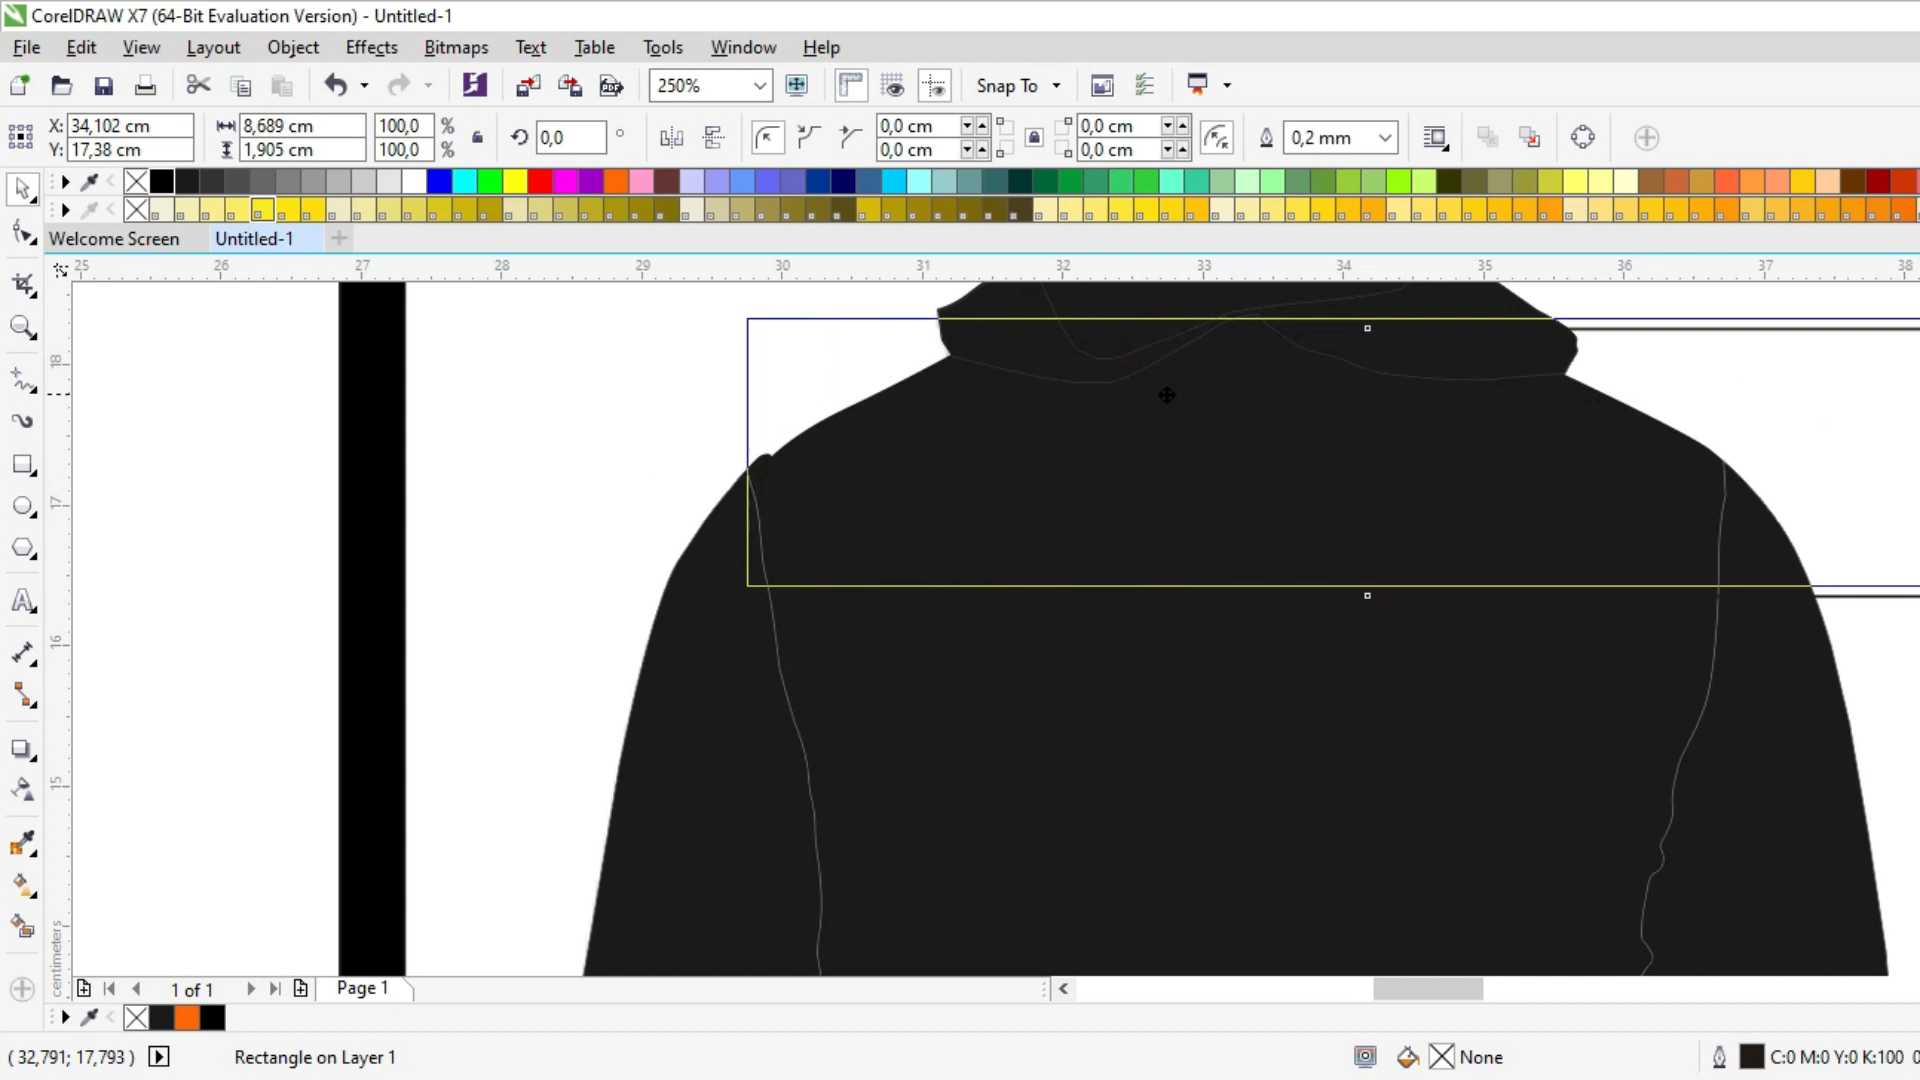 CorelDRAW X7 (64-Bit Evaluation Version) - Untitled-1
File Edit View Layout Object Effects Bitmaps Text Table Tools Window Help
250% Snap To
X: 34,102 cm 8,689 cm 100,0 % 0,0 ° 0,0 cm 0,0 cm 0,2 mm
Y: 17,38 cm 1,905 cm 100,0 % 0,0 cm 0,0 cm
Welcome Screen Untitled-1
25 26 27 28 29 30 31 32 33 34 35 36 37 38
18
17
16
15
centimeters
1 of 1 Page 1
( 32,791; 17,793 ) Rectangle on Layer 1 None C:0 M:0 Y:0 K:100 0